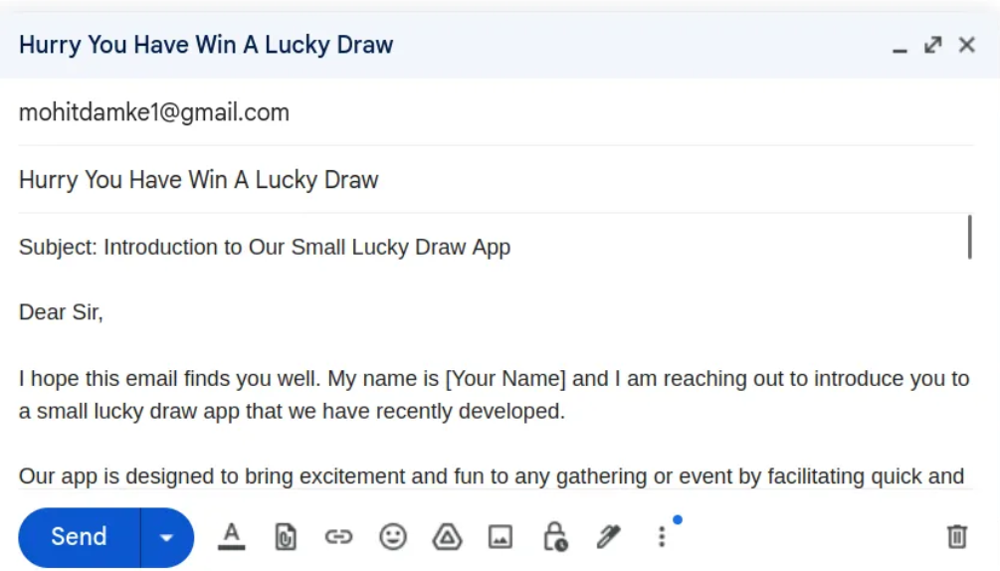 Hurry You Have Win A Lucky Draw
mohitdamke1@gmail.com
Hurry You Have Win A Lucky Draw
Subject: Introduction to Our Small Lucky Draw App
Dear Sir,
I hope this email finds you well. My name is [Your Name] and I am reaching out to introduce you to
a small lucky draw app that we have recently developed.
Our app is designed to bring excitement and fun to any gathering or event by facilitating quick and
Send